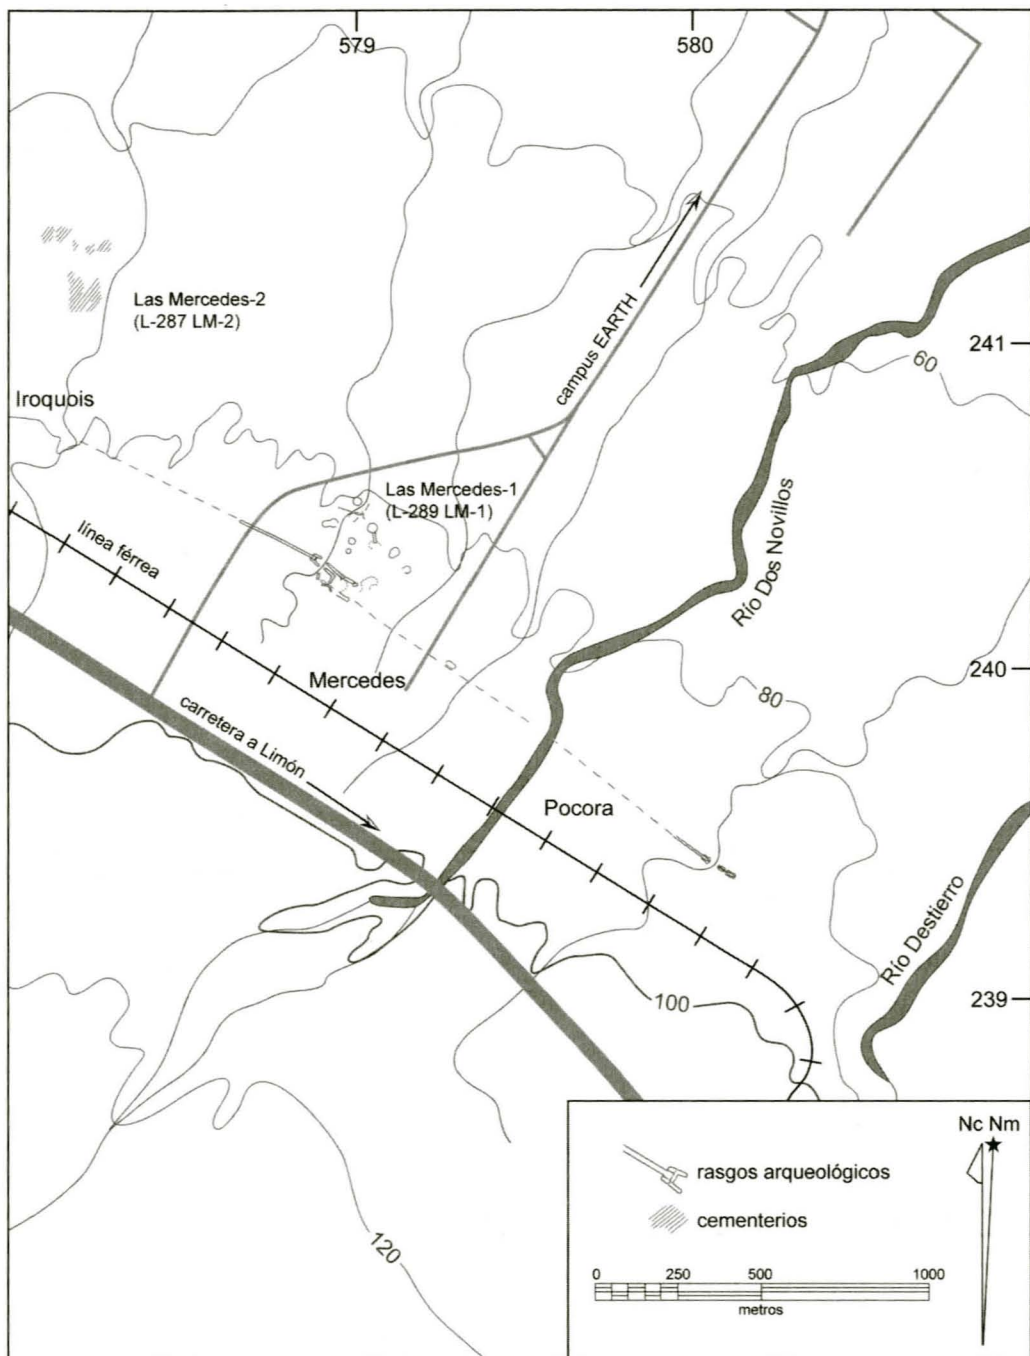 579
580
Las Mercedes-2
(L-287 LM-2)
campus EARTH
241
60
Iroquois
Las Mercedes-1
(L-289 LM-1)
línea férrea
Río Dos Novillos
240
Mercedes
80
carretera a Limón
Pocora
Río Destierro
239
100
120
Nc Nm
rasgos arqueológicos
cementerios
0 250 500 1000
metros